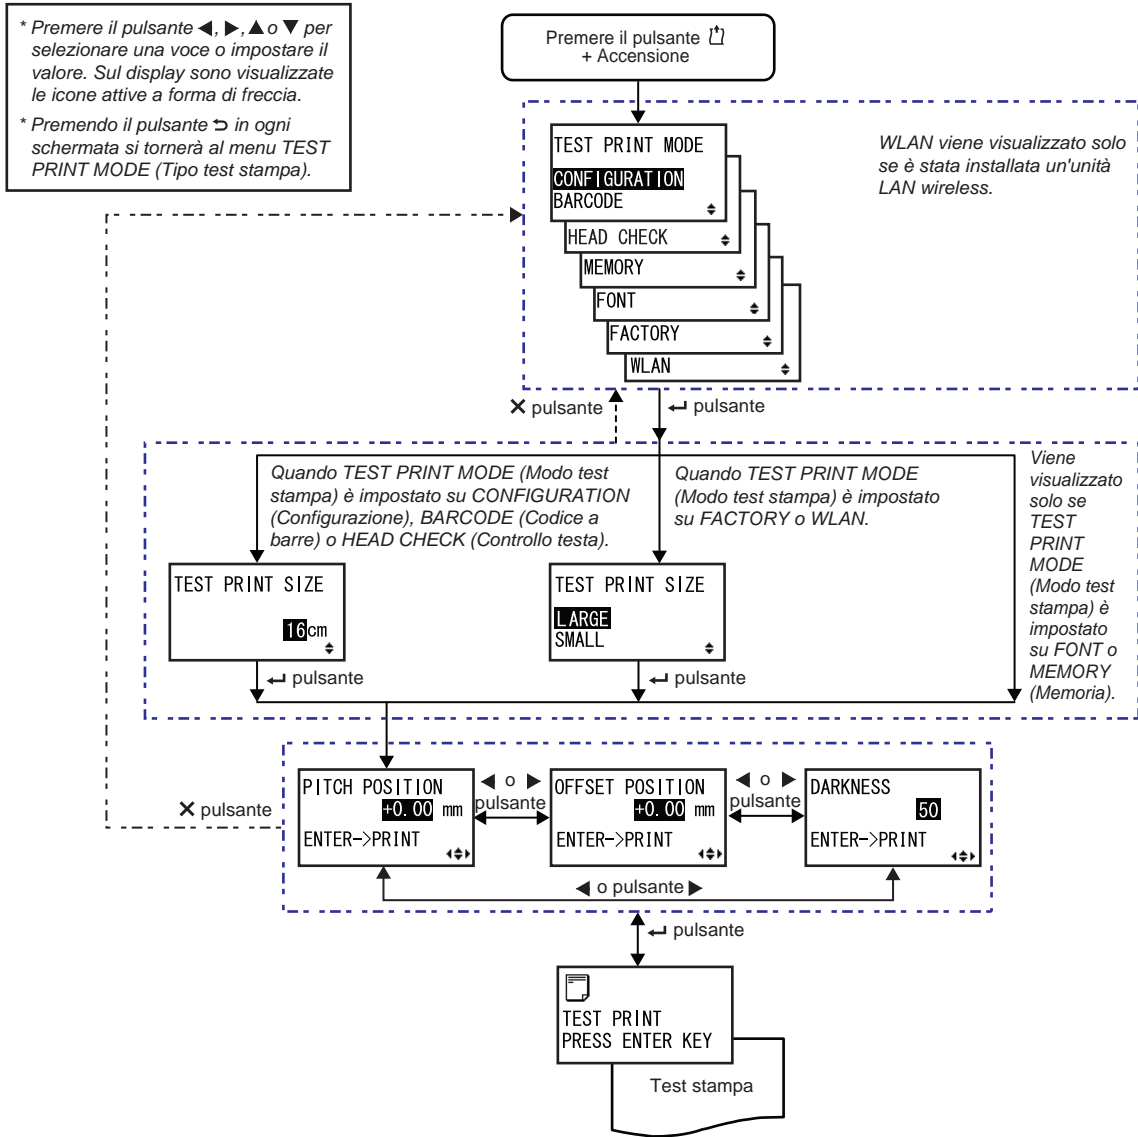 * Premere il pulsante ◀, ▶, ▲ o ▼ per
selezionare una voce o impostare il
valore. Sul display sono visualizzate
le icone attive a forma di freccia.
* Premendo il pulsante ⮌ in ogni
schermata si tornerà al menu TEST
PRINT MODE (Tipo test stampa).
Premere il pulsante
+ Accensione
TEST PRINT MODE
CONFIGURATION
BARCODE
HEAD CHECK
MEMORY
FONT
FACTORY
WLAN
WLAN viene visualizzato solo
se è stata installata un'unità
LAN wireless.
✕ pulsante
↵ pulsante
Quando TEST PRINT MODE (Modo test
stampa) è impostato su CONFIGURATION
(Configurazione), BARCODE (Codice a
barre) o HEAD CHECK (Controllo testa).
Quando TEST PRINT MODE
(Modo test stampa) è impostato
su FACTORY o WLAN.
Viene
visualizzato
solo se
TEST
PRINT
MODE
(Modo test
stampa) è
impostato
su FONT o
MEMORY
(Memoria).
TEST PRINT SIZE
16cm
TEST PRINT SIZE
LARGE
SMALL
↵ pulsante
↵ pulsante
✕ pulsante
PITCH POSITION
+0.00 mm
ENTER->PRINT
◀ o ▶
pulsante
OFFSET POSITION
+0.00 mm
ENTER->PRINT
◀ o ▶
pulsante
DARKNESS
50
ENTER->PRINT
◀ o pulsante ▶
↵ pulsante
TEST PRINT
PRESS ENTER KEY
Test stampa